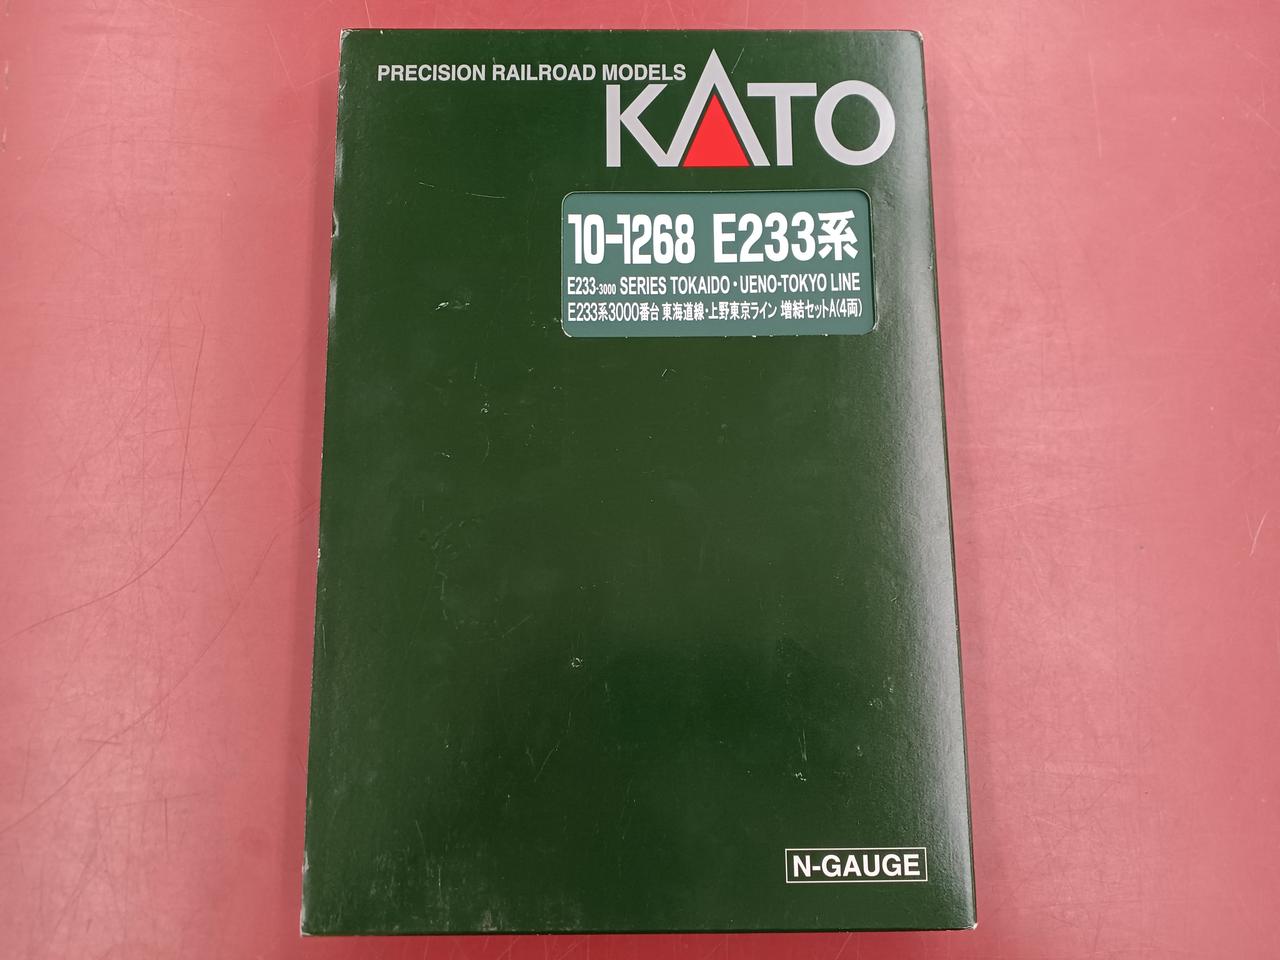 PRECISION RAILROAD MODELS
KATO
10-1268 E233系
E233-3000 SERIES TOKAIDO・UENO-TOKYO LINE
E233系3000番台 東海道線・上野東京ライン 増結セットA(4両)
N-GAUGE